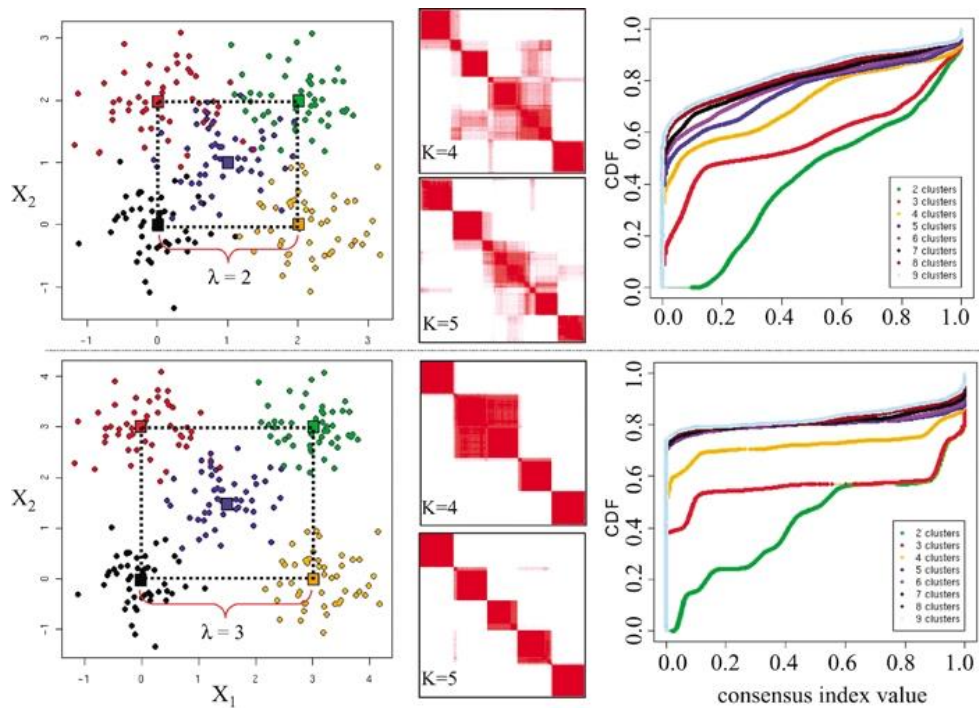 3
2
1
0
-1
X2
λ = 2
-1 0 1 2 3
K=4
K=5
1.0
0.8
0.6
0.4
0.2
0.0
CDF
2 clusters
3 clusters
4 clusters
5 clusters
6 clusters
7 clusters
8 clusters
9 clusters
0.0 0.2 0.4 0.6 0.8 1.0
4
3
2
1
0
-1
X2
λ = 3
-1 0 1 2 3 4
X1
K=4
K=5
1.0
0.8
0.6
0.4
0.2
0.0
CDF
2 clusters
3 clusters
4 clusters
5 clusters
6 clusters
7 clusters
8 clusters
9 clusters
0.0 0.2 0.4 0.6 0.8 1.0
consensus index value